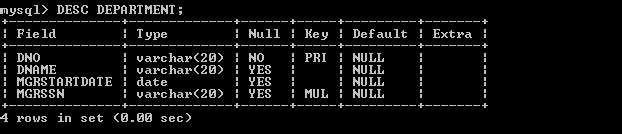 mysql> DESC DEPARTMENT;
+--------------+-------------+------+-----+---------+-------+
| Field        | Type        | Null | Key | Default | Extra |
+--------------+-------------+------+-----+---------+-------+
| DNO          | varchar(20) | NO   | PRI | NULL    |       |
| DNAME        | varchar(20) | YES  |     | NULL    |       |
| MGRSTARTDATE | date        | YES  |     | NULL    |       |
| MGRSSN       | varchar(20) | YES  | MUL | NULL    |       |
+--------------+-------------+------+-----+---------+-------+
4 rows in set (0.00 sec)